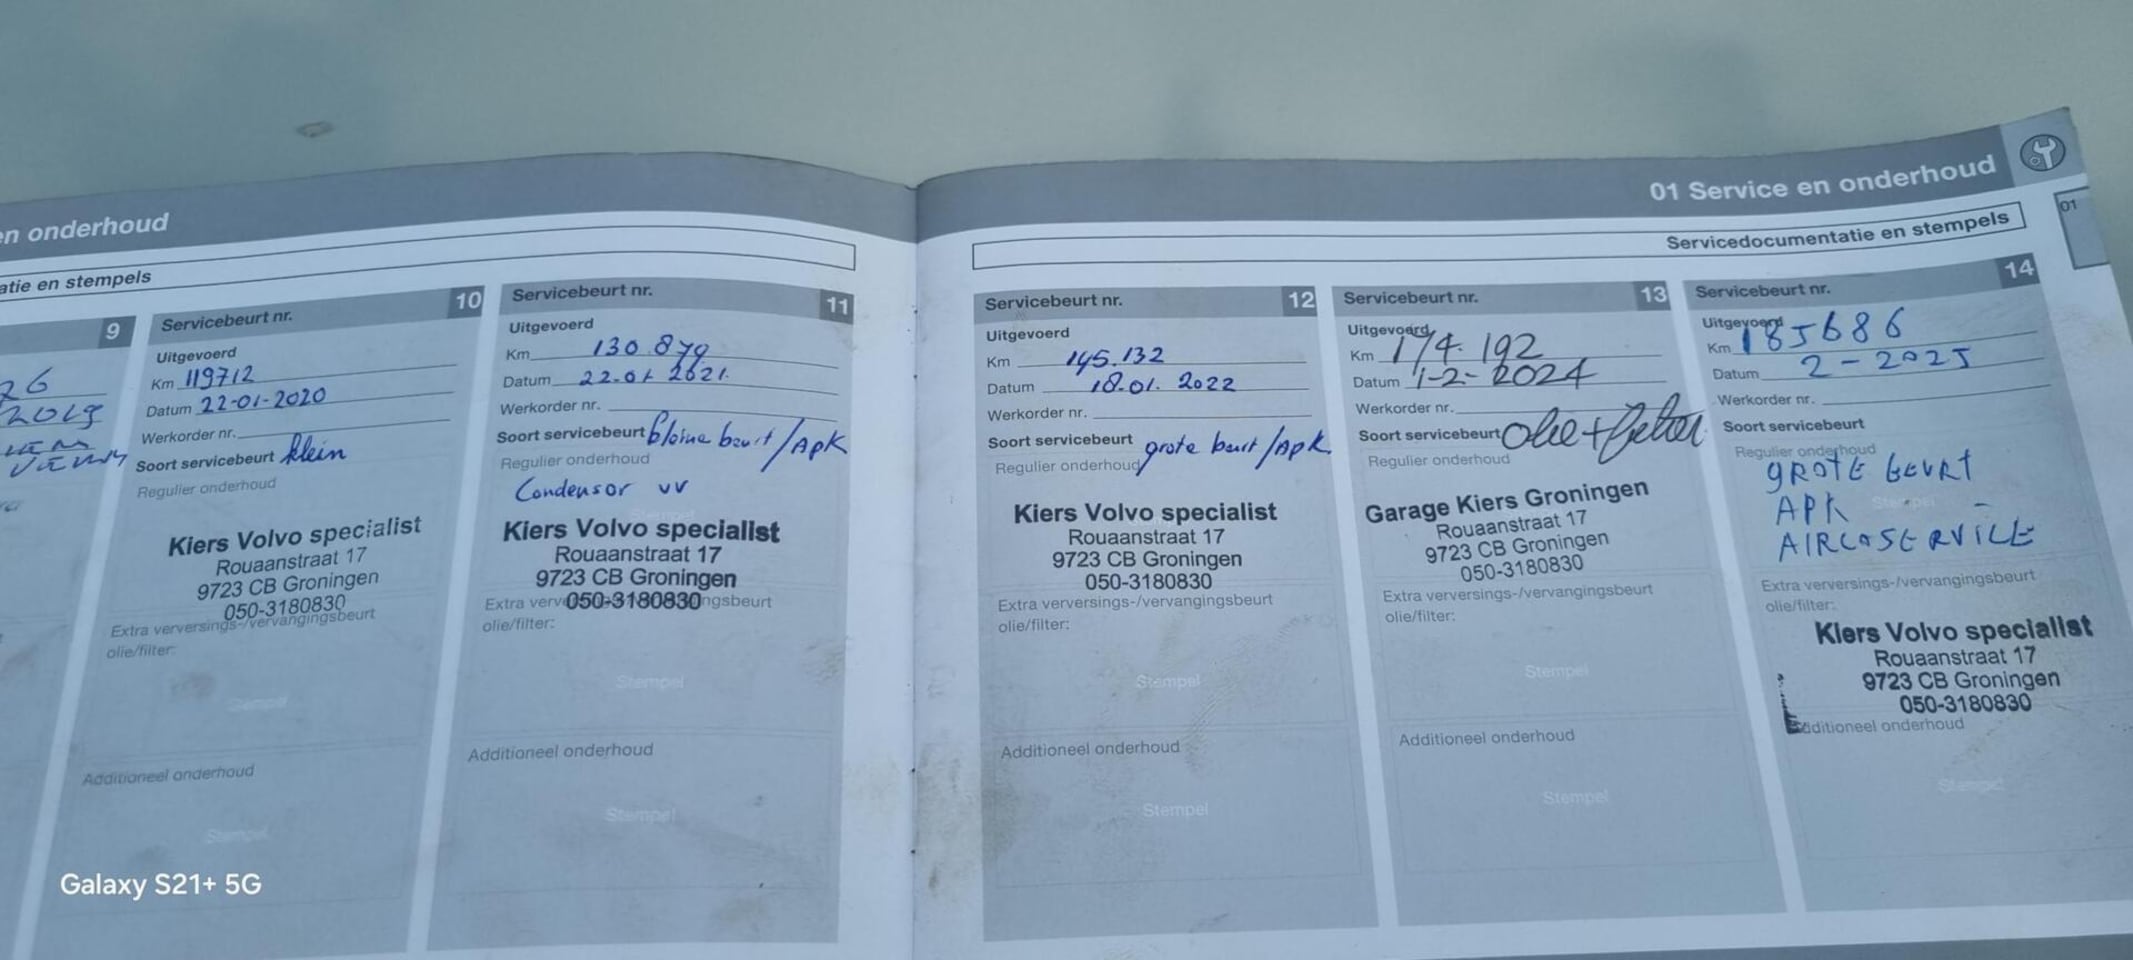 en onderhoud
atie en stempels
9
26
2019
Servicebeurt nr. 10
Uitgevoerd
Km 119712
Datum 22-01-2020
Werkorder nr.
Soort servicebeurt klein
Regulier onderhoud
Kiers Volvo specialist
Rouaanstraat 17
9723 CB Groningen
050-3180830
Extra verversings-/vervangingsbeurt
olie/filter:
Stempel
Additioneel onderhoud
Stempel
Servicebeurt nr. 11
Uitgevoerd
Km 130.879
Datum 22-01 2021.
Werkorder nr.
Soort servicebeurt kleine beurt/APK
Regulier onderhoud
Condensor vv
Stempel
Kiers Volvo specialist
Rouaanstraat 17
9723 CB Groningen
050-3180830
Extra verv ngsbeurt
olie/filter:
Stempel
Additioneel onderhoud
Stempel
01 Service en onderhoud
01
Servicedocumentatie en stempels
Servicebeurt nr. 12
Uitgevoerd
Km 145.132
Datum 18.01. 2022
Werkorder nr.
Soort servicebeurt grote beurt/Apk.
Regulier onderhoud
Kiers Volvo specialist
Rouaanstraat 17
9723 CB Groningen
050-3180830
Extra verversings-/vervangingsbeurt
olie/filter:
Stempel
Additioneel onderhoud
Stempel
Servicebeurt nr. 13
Uitgevoerd
Km 174.192
Datum 1-2-2024
Werkorder nr.
Soort servicebeurt olie+filter
Regulier onderhoud
Garage Kiers Groningen
Rouaanstraat 17
9723 CB Groningen
050-3180830
Extra verversings-/vervangingsbeurt
olie/filter:
Stempel
Additioneel onderhoud
Stempel
Servicebeurt nr. 14
Uitgevoerd
Km 185686
Datum 2-2025
Werkorder nr.
Soort servicebeurt
Regulier onderhoud
GROTE BEURT
APK
Stempel
AIRCOSERVICE
Extra verversings-/vervangingsbeurt
olie/filter:
Kiers Volvo specialist
Rouaanstraat 17
9723 CB Groningen
050-3180830
Additioneel onderhoud
Stempel
Galaxy S21+ 5G